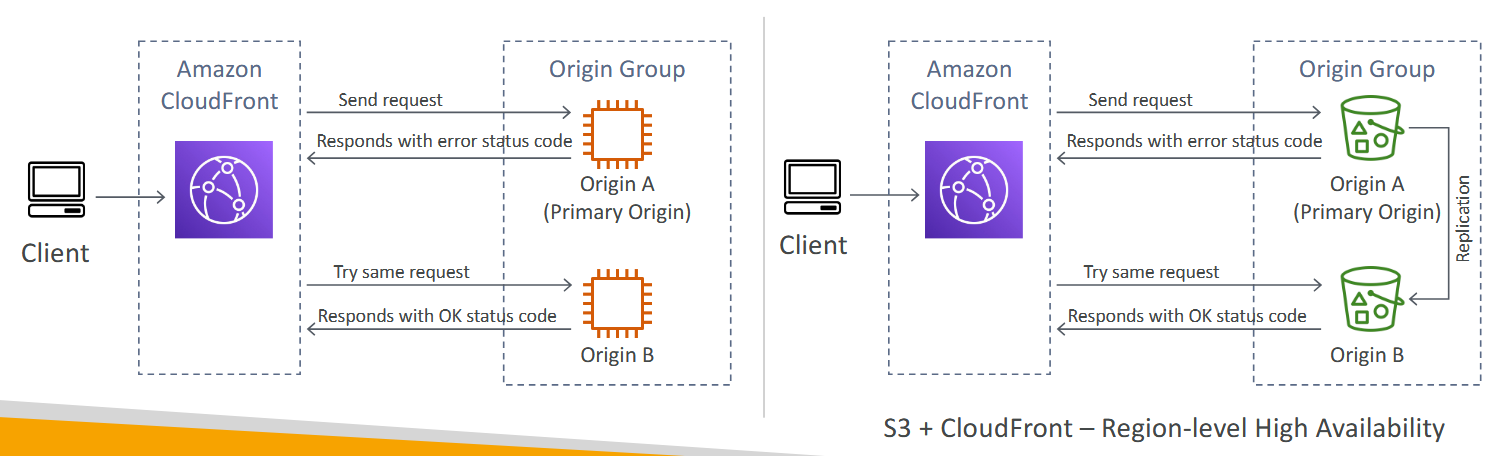 Amazon
CloudFront
Origin Group
Send request
Responds with error status code
Origin A
(Primary Origin)
Client
Try same request
Responds with OK status code
Origin B
Amazon
CloudFront
Origin Group
Send request
Responds with error status code
Origin A
(Primary Origin)
Replication
Client
Try same request
Responds with OK status code
Origin B
S3 + CloudFront – Region-level High Availability